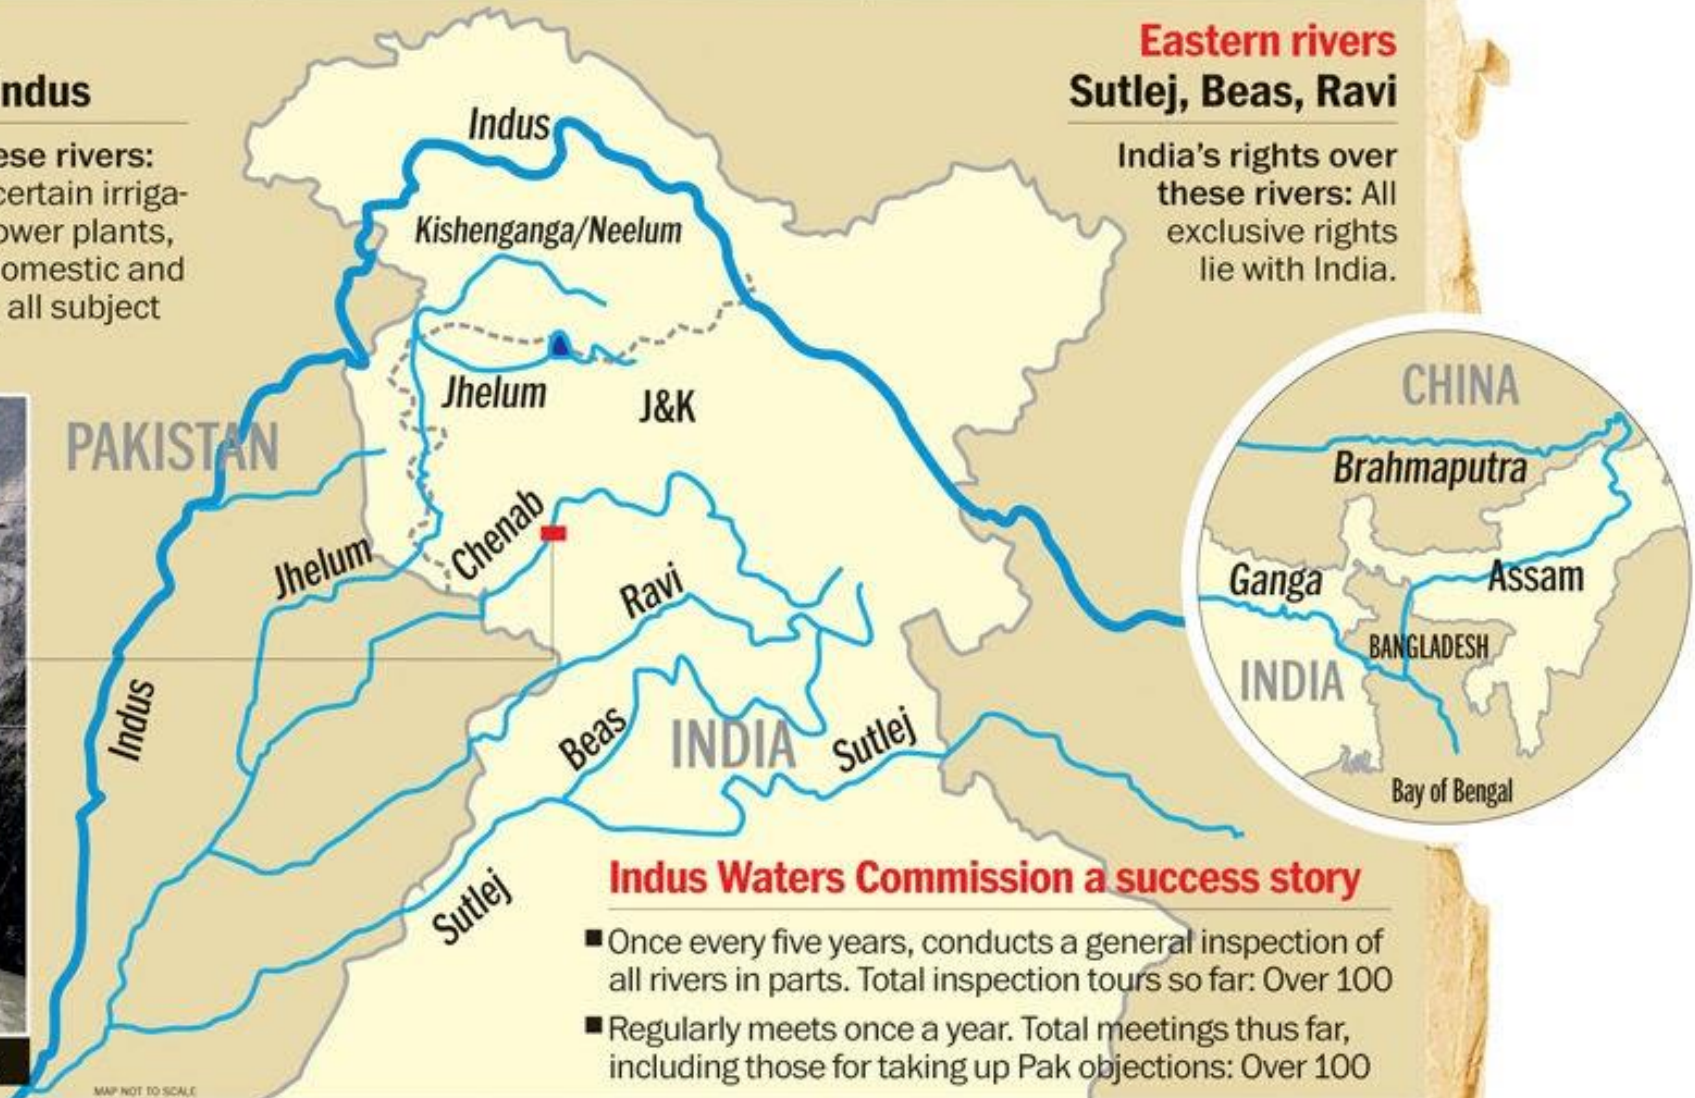 ndus
ese rivers:
certain irriga-
ower plants,
omestic and
all subject
Eastern rivers
Sutlej, Beas, Ravi
India's rights over
these rivers: All
exclusive rights
lie with India.
Indus
Kishenganga/Neelum
Jhelum
J&K
PAKISTAN
Chenab
Jhelum
Ravi
Indus
Beas
INDIA
Sutlej
Sutlej
CHINA
Brahmaputra
Ganga
Assam
BANGLADESH
INDIA
Bay of Bengal
Indus Waters Commission a success story
■ Once every five years, conducts a general inspection of
all rivers in parts. Total inspection tours so far: Over 100
■ Regularly meets once a year. Total meetings thus far,
including those for taking up Pak objections: Over 100
MAP NOT TO SCALE